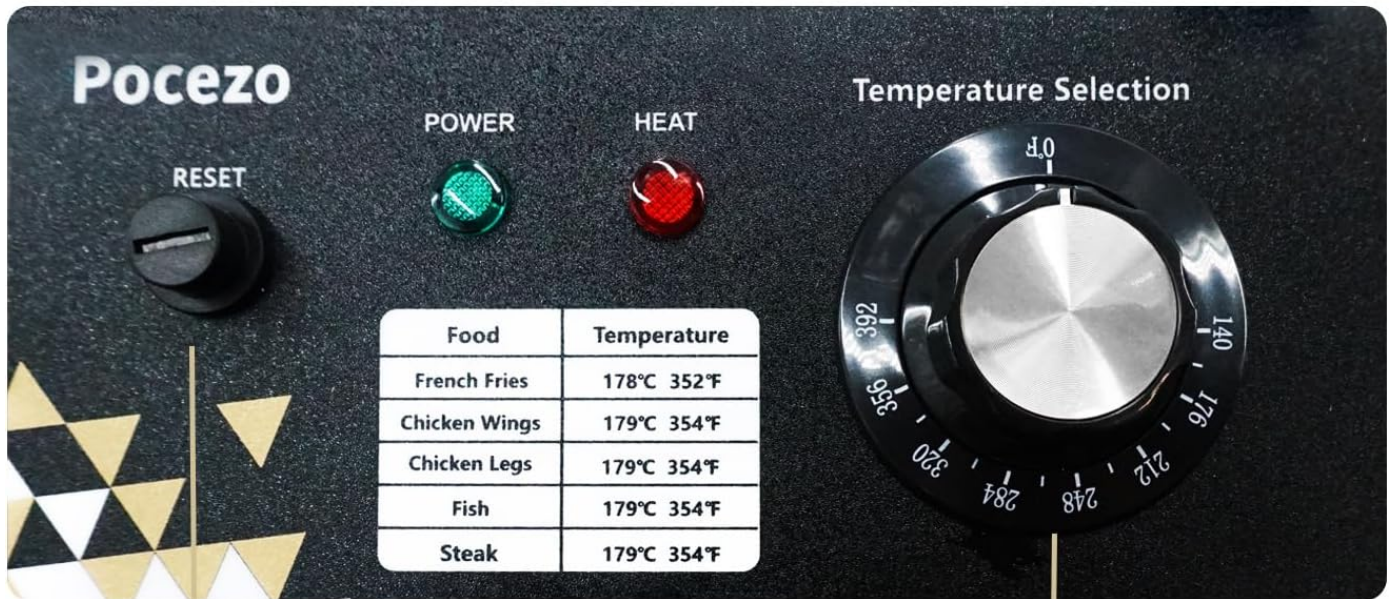 Pocezo
Temperature Selection
POWER
HEAT
RESET
0°F
140
176
212
248
284
320
356
392
Food Temperature
French Fries 178℃ 352℉
Chicken Wings 179℃ 354℉
Chicken Legs 179℃ 354℉
Fish 179℃ 354℉
Steak 179℃ 354℉